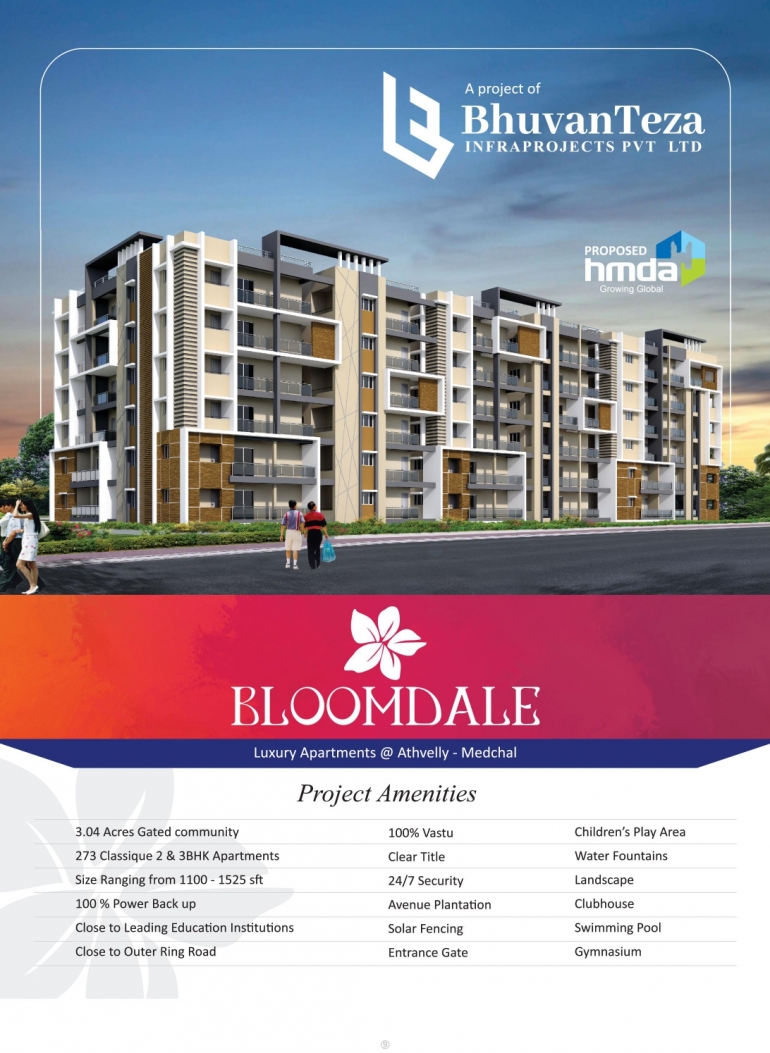 A project of
BhuvanTeza
INFRAPROJECTS PVT LTD
PROPOSED
hmda
Growing Global
BLOOMDALE
Luxury Apartments @ Athvelly - Medchal
Project Amenities
3.04 Acres Gated community
273 Classique 2 & 3BHK Apartments
Size Ranging from 1100 - 1525 sft
100 % Power Back up
Close to Leading Education Institutions
Close to Outer Ring Road
100% Vastu
Clear Title
24/7 Security
Avenue Plantation
Solar Fencing
Entrance Gate
Children's Play Area
Water Fountains
Landscape
Clubhouse
Swimming Pool
Gymnasium
⑨